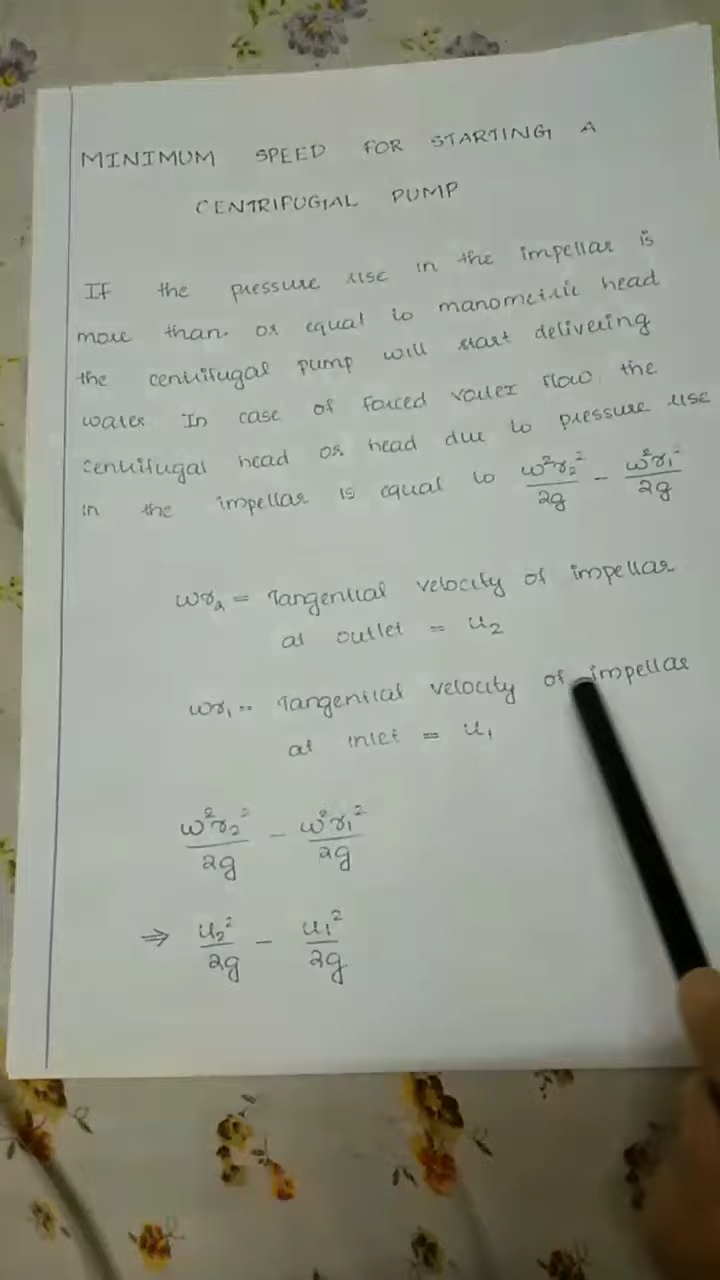 MINIMUM SPEED FOR STARTING A
CENTRIFUGAL PUMP
If the pressure rise in the impellar is
more than or equal to manometric head
the centrifugal pump will start delivering
water In case of forced vortex flow, the
centrifugal head or head due to pressure rise
in the impellar is equal to ω²r₂²/2g - ω²r₁²/2g
ωr₂ = Tangential velocity of impellar
at outlet = u₂
ωr₁ = Tangential velocity of impellar
at inlet = u₁
ω²r₂²/2g - ω²r₁²/2g
⇒ u₂²/2g - u₁²/2g